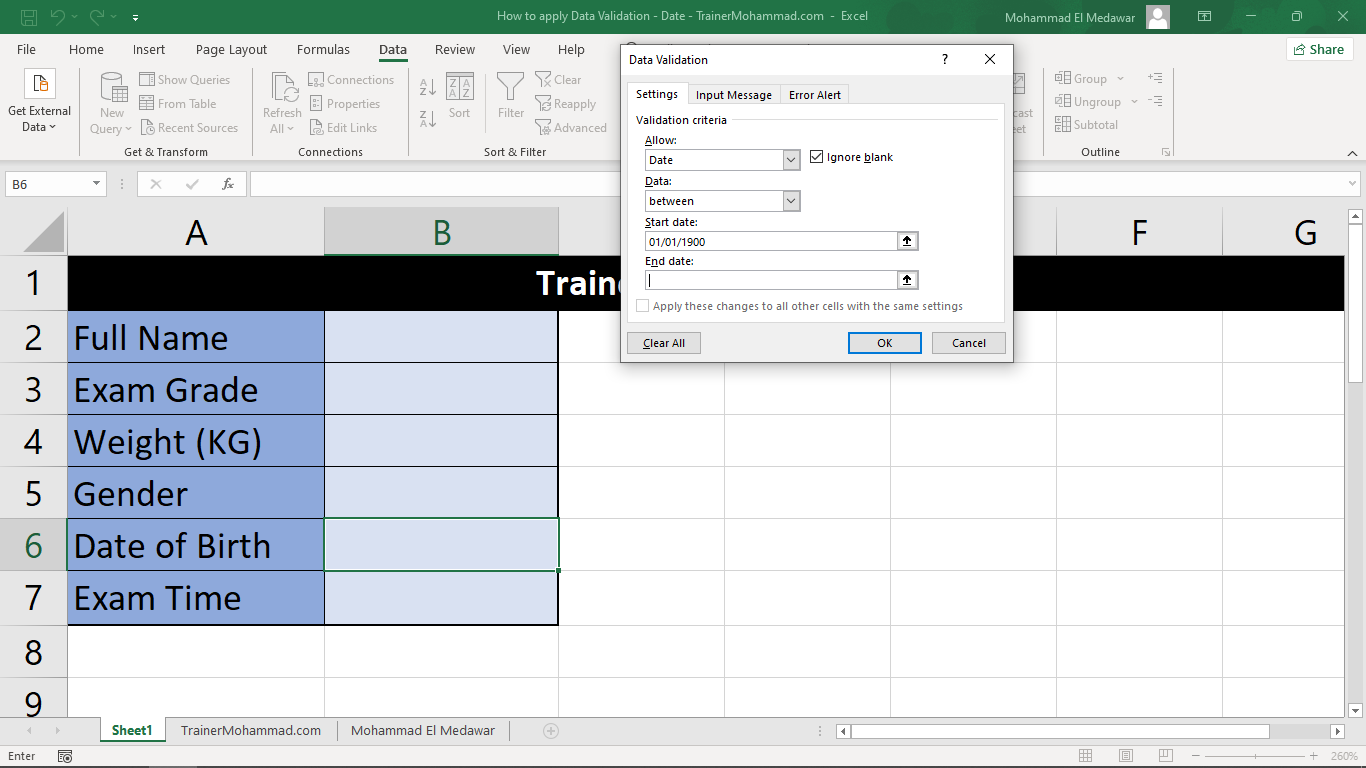 How to apply Data Validation - Date - TrainerMohammad.com - Excel
Mohammad El Medawar
File Home Insert Page Layout Formulas Data Review View Help
Share
Get External Data
New Query
Show Queries
From Table
Recent Sources
Get & Transform
Refresh All
Connections
Properties
Edit Links
Connections
Sort
Filter
Clear
Reapply
Advanced
Sort & Filter
Group
Ungroup
Subtotal
Outline
Data Validation
?
Settings Input Message Error Alert
Validation criteria
Allow:
Date
Ignore blank
Data:
between
Start date:
01/01/1900
End date:
Apply these changes to all other cells with the same settings
Clear All OK Cancel
B6
fx
A B F G
1
2 Full Name
3 Exam Grade
4 Weight (KG)
5 Gender
6 Date of Birth
7 Exam Time
8
9
Sheet1 TrainerMohammad.com Mohammad El Medawar
Enter
260%